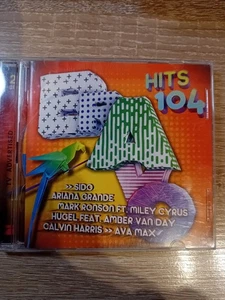 BRAVO
HITS
104
>>SIDO
ARIANA GRANDE
MARK RONSON FT. MILEY CYRUS
HUGEL FEAT. AMBER VAN DAY
CALVIN HARRIS >> AVA MAX